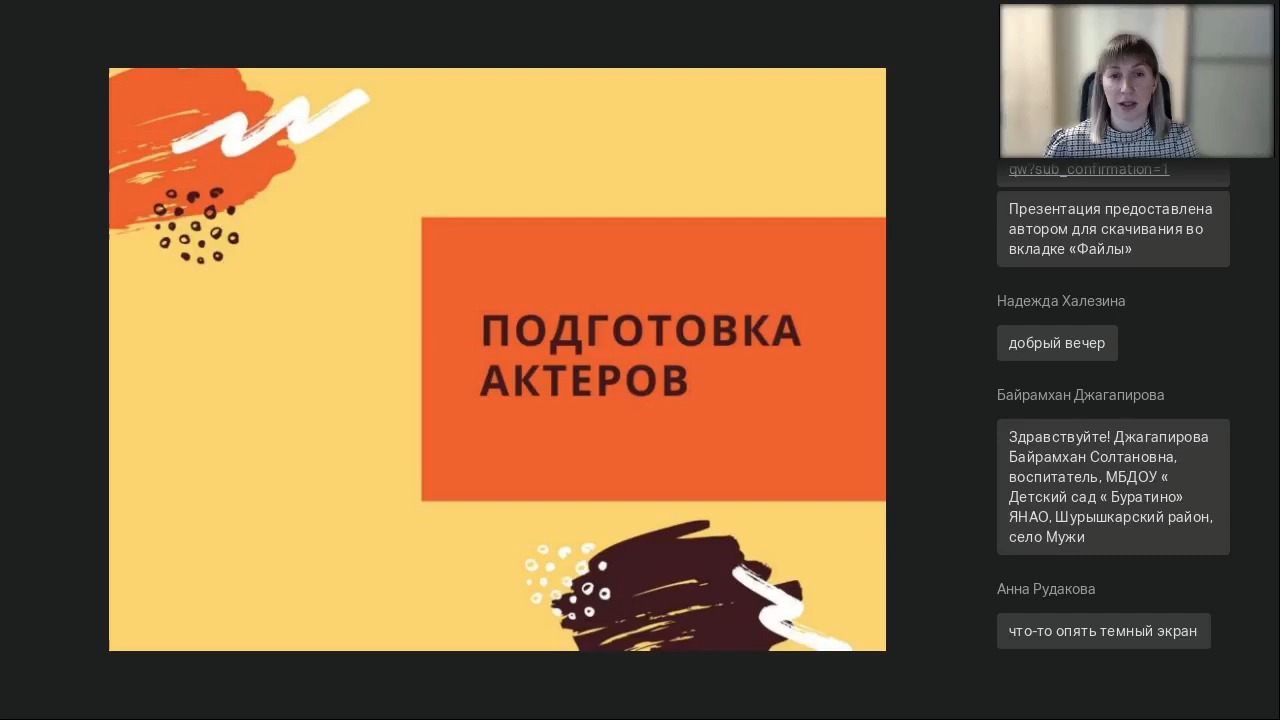 ПОДГОТОВКА
АКТЕРОВ
qw?sub_confirmation=1
Презентация предоставлена
автором для скачивания во
вкладке «Файлы»
Надежда Халезина
добрый вечер
Байрамхан Джагапирова
Здравствуйте! Джагапирова
Байрамхан Солтановна,
воспитатель, МБДОУ «
Детский сад « Буратино»
ЯНАО, Шурышкарский район,
село Мужи
Анна Рудакова
что-то опять темный экран